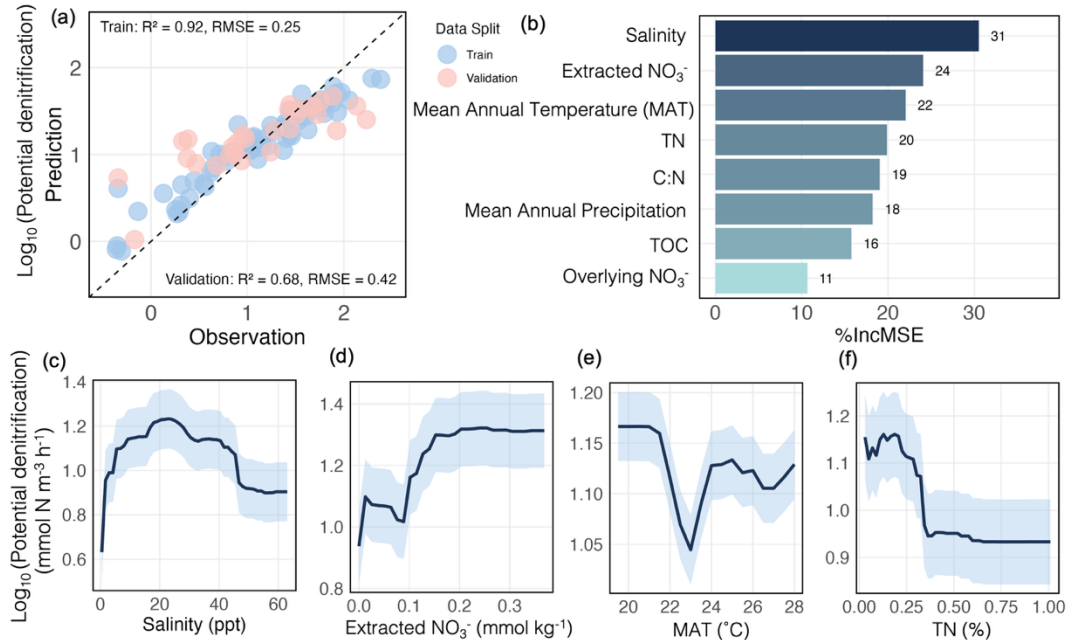 (a)
Train: R² = 0.92, RMSE = 0.25
Validation: R² = 0.68, RMSE = 0.42
Log₁₀(Potential denitrification)
Prediction
2
1
0
0
1
2
Observation
Data Split
Train
Validation
(b)
Salinity
31
Extracted NO₃⁻
24
Mean Annual Temperature (MAT)
22
TN
20
C:N
19
Mean Annual Precipitation
18
TOC
16
Overlying NO₃⁻
11
0
10
20
30
%IncMSE
(c)
Log₁₀(Potential denitrification)
(mmol N m⁻³ h⁻¹)
1.4
1.2
1.0
0.8
0.6
0
20
40
60
Salinity (ppt)
(d)
1.4
1.2
1.0
0.8
0.0
0.1
0.2
0.3
Extracted NO₃⁻ (mmol kg⁻¹)
(e)
1.20
1.15
1.10
1.05
20
22
24
26
28
MAT (˚C)
(f)
1.2
1.1
1.0
0.9
0.00
0.25
0.50
0.75
1.00
TN (%)